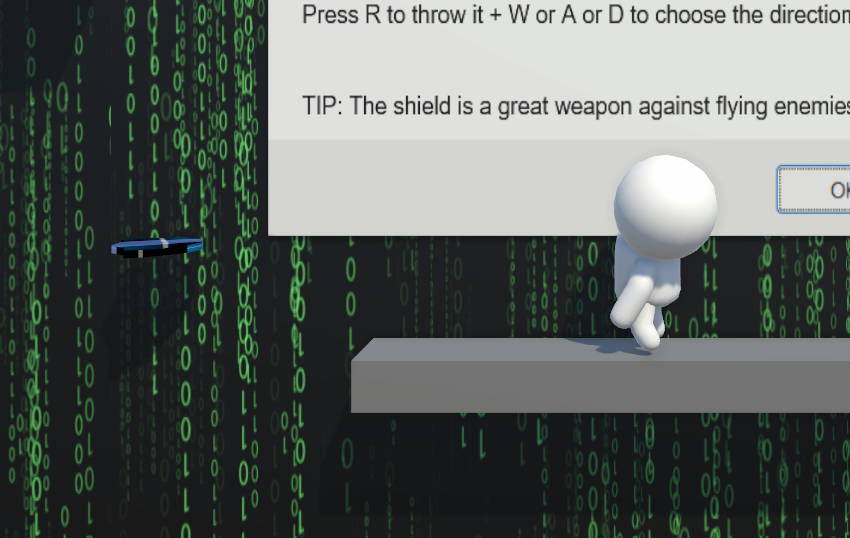 Press R to throw it + W or A or D to choose the direction
TIP: The shield is a great weapon against flying enemies